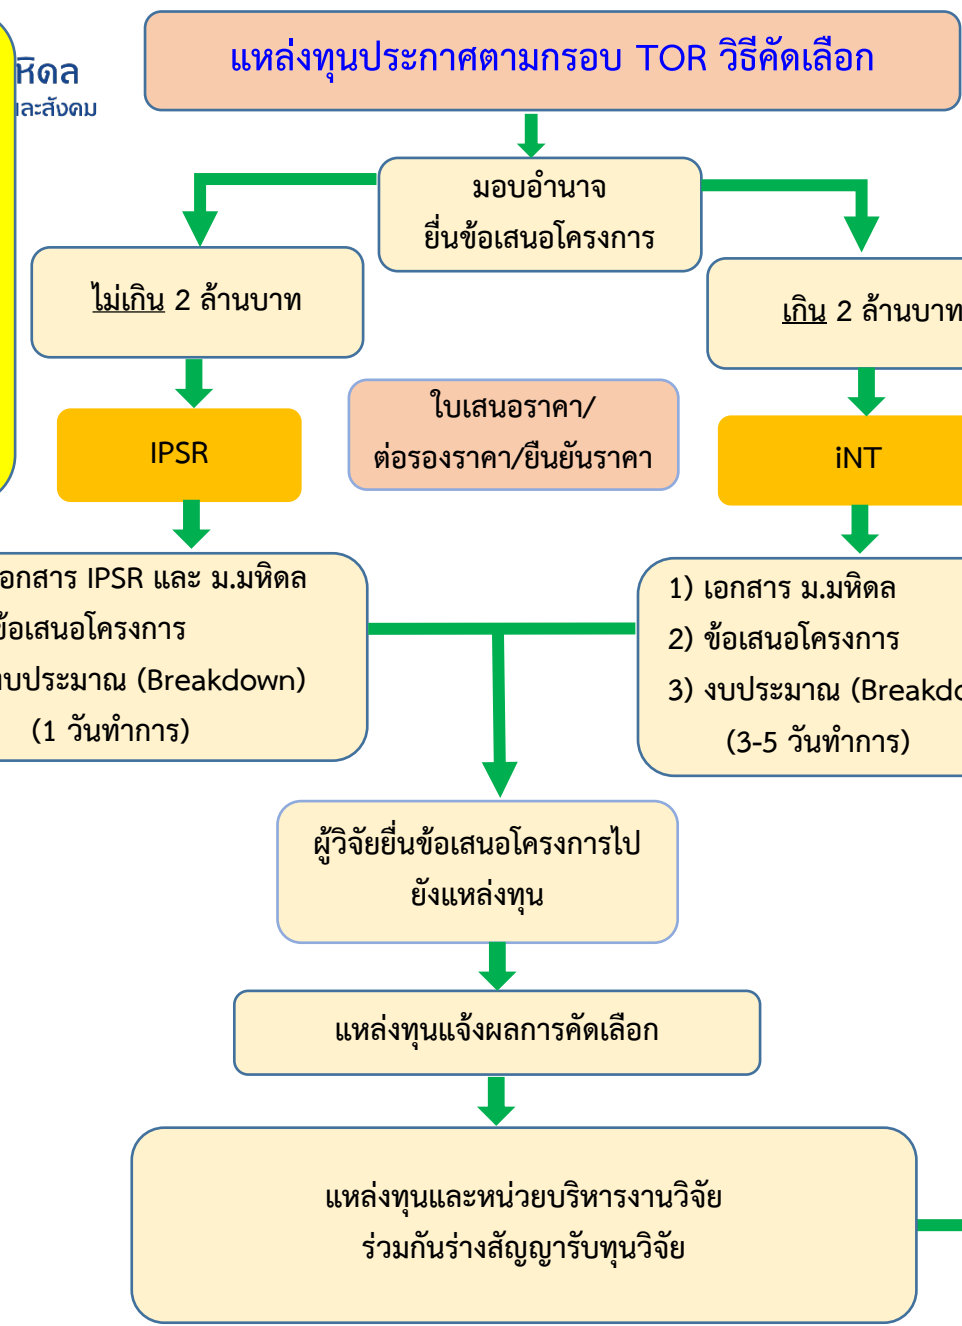 แหล่งทุนประกาศตามกรอบ TOR วิธีคัดเลือก
หิดล
และสังคม
มอบอำนาจ
ยื่นข้อเสนอโครงการ
ไม่เกิน 2 ล้านบาท
เกิน 2 ล้านบาท
ใบเสนอราคา/
ต่อรองราคา/ยืนยันราคา
IPSR
iNT
อกสาร IPSR และ ม.มหิดล
ข้อเสนอโครงการ
งบประมาณ (Breakdown)
(1 วันทำการ)
1) เอกสาร ม.มหิดล
2) ข้อเสนอโครงการ
3) งบประมาณ (Breakdo
(3-5 วันทำการ)
ผู้วิจัยยื่นข้อเสนอโครงการไป
ยังแหล่งทุน
แหล่งทุนแจ้งผลการคัดเลือก
แหล่งทุนและหน่วยบริหารงานวิจัย
ร่วมกันร่างสัญญารับทุนวิจัย